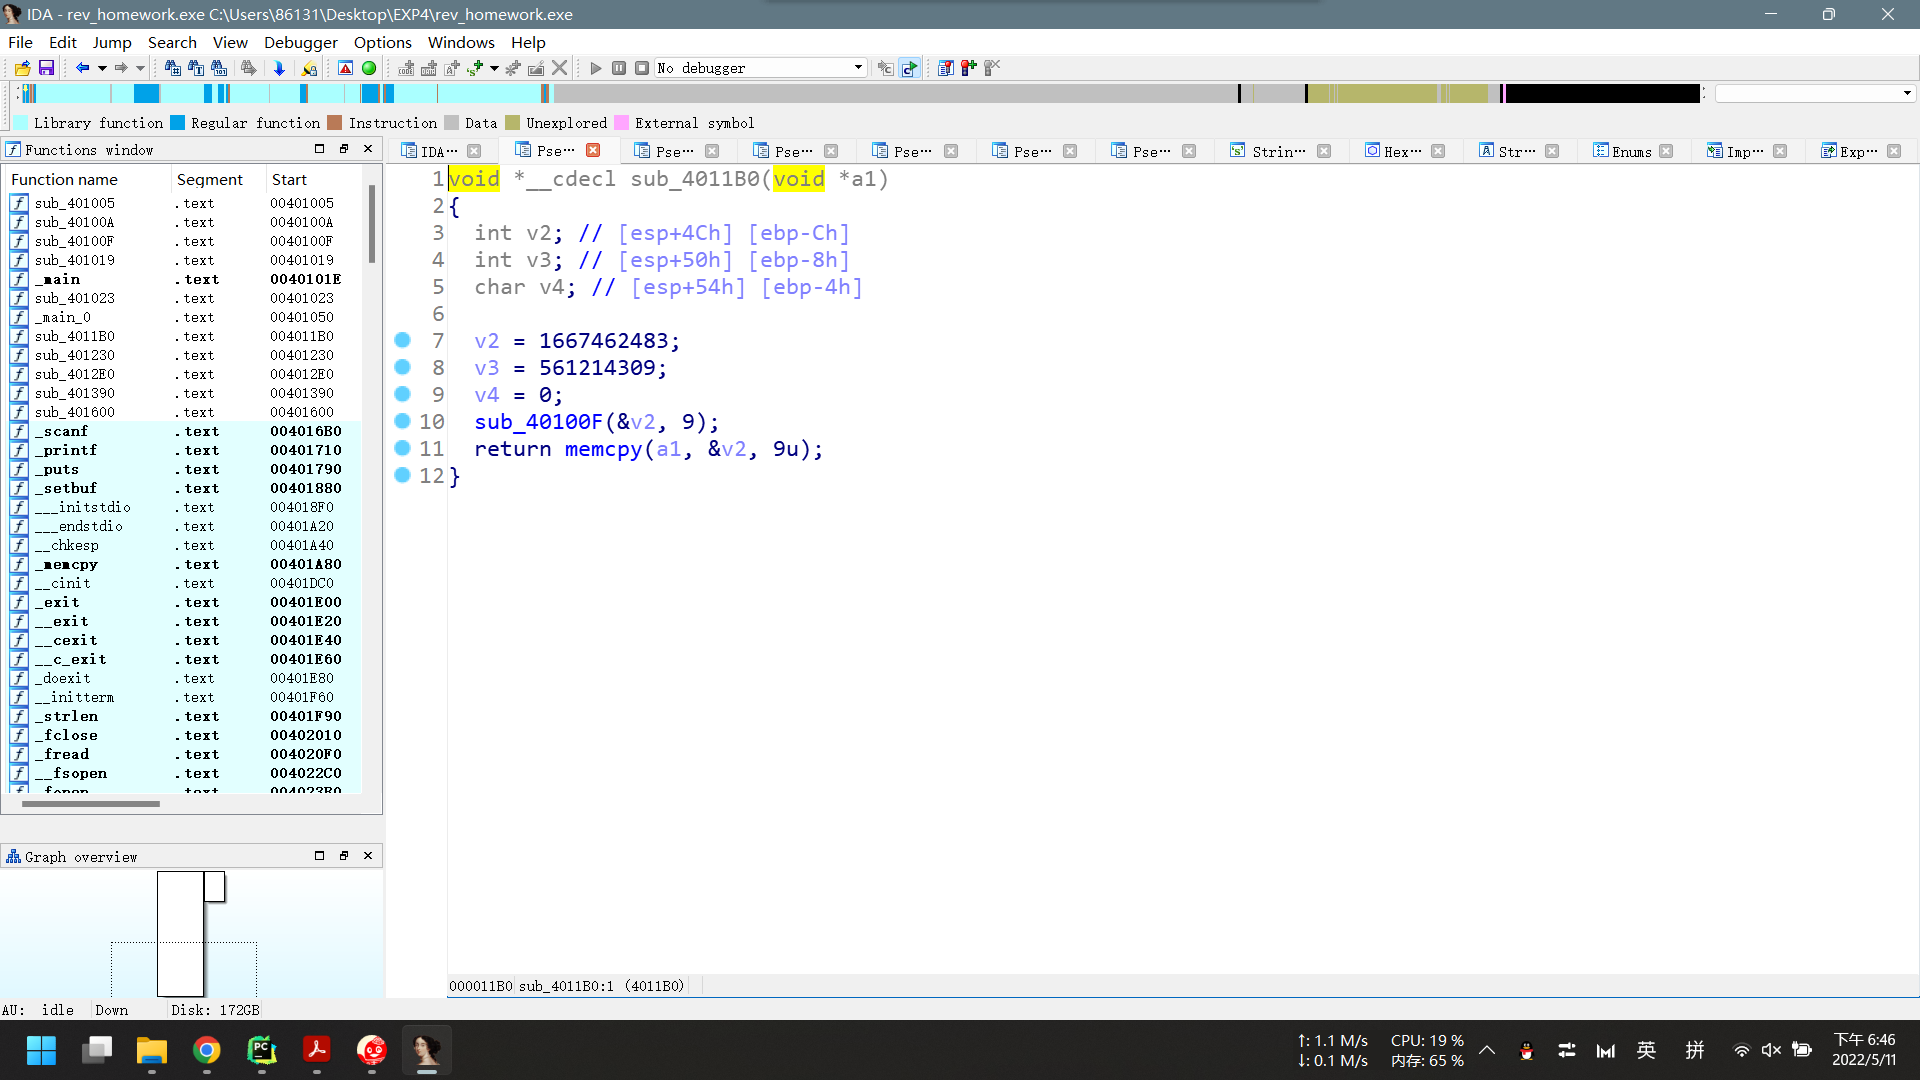 IDA - rev_homework.exe C:\Users\86131\Desktop\EXP4\rev_homework.exe
File Edit Jump Search View Debugger Options Windows Help
No debugger
Library function Regular function Instruction Data Unexplored External symbol
Functions window
IDA··· Pse··· Pse··· Pse··· Pse··· Pse··· Pse··· Strin··· Hex··· Str··· Enums Imp··· Exp···
Function name Segment Start
sub_401005 .text 00401005
sub_40100A .text 0040100A
sub_40100F .text 0040100F
sub_401019 .text 00401019
_main .text 0040101E
sub_401023 .text 00401023
_main_0 .text 00401050
sub_4011B0 .text 004011B0
sub_401230 .text 00401230
sub_4012E0 .text 004012E0
sub_401390 .text 00401390
sub_401600 .text 00401600
_scanf .text 004016B0
_printf .text 00401710
_puts .text 00401790
_setbuf .text 00401880
___initstdio .text 004018F0
___endstdio .text 00401A20
__chkesp .text 00401A40
_memcpy .text 00401A80
__cinit .text 00401DC0
_exit .text 00401E00
__exit .text 00401E20
__cexit .text 00401E40
__c_exit .text 00401E60
_doexit .text 00401E80
__initterm .text 00401F60
_strlen .text 00401F90
_fclose .text 00402010
_fread .text 004020F0
__fsopen .text 004022C0
_fopen .text 004023B0
1 void *__cdecl sub_4011B0(void *a1)
2 {
3 int v2; // [esp+4Ch] [ebp-Ch]
4 int v3; // [esp+50h] [ebp-8h]
5 char v4; // [esp+54h] [ebp-4h]
6
7 v2 = 1667462483;
8 v3 = 561214309;
9 v4 = 0;
10 sub_40100F(&v2, 9);
11 return memcpy(a1, &v2, 9u);
12 }
000011B0 sub_4011B0:1 (4011B0)
Graph overview
AU: idle Down Disk: 172GB
↑: 1.1 M/s CPU: 19 %
↓: 0.1 M/s 内存: 65 %
英 拼
下午 6:46
2022/5/11